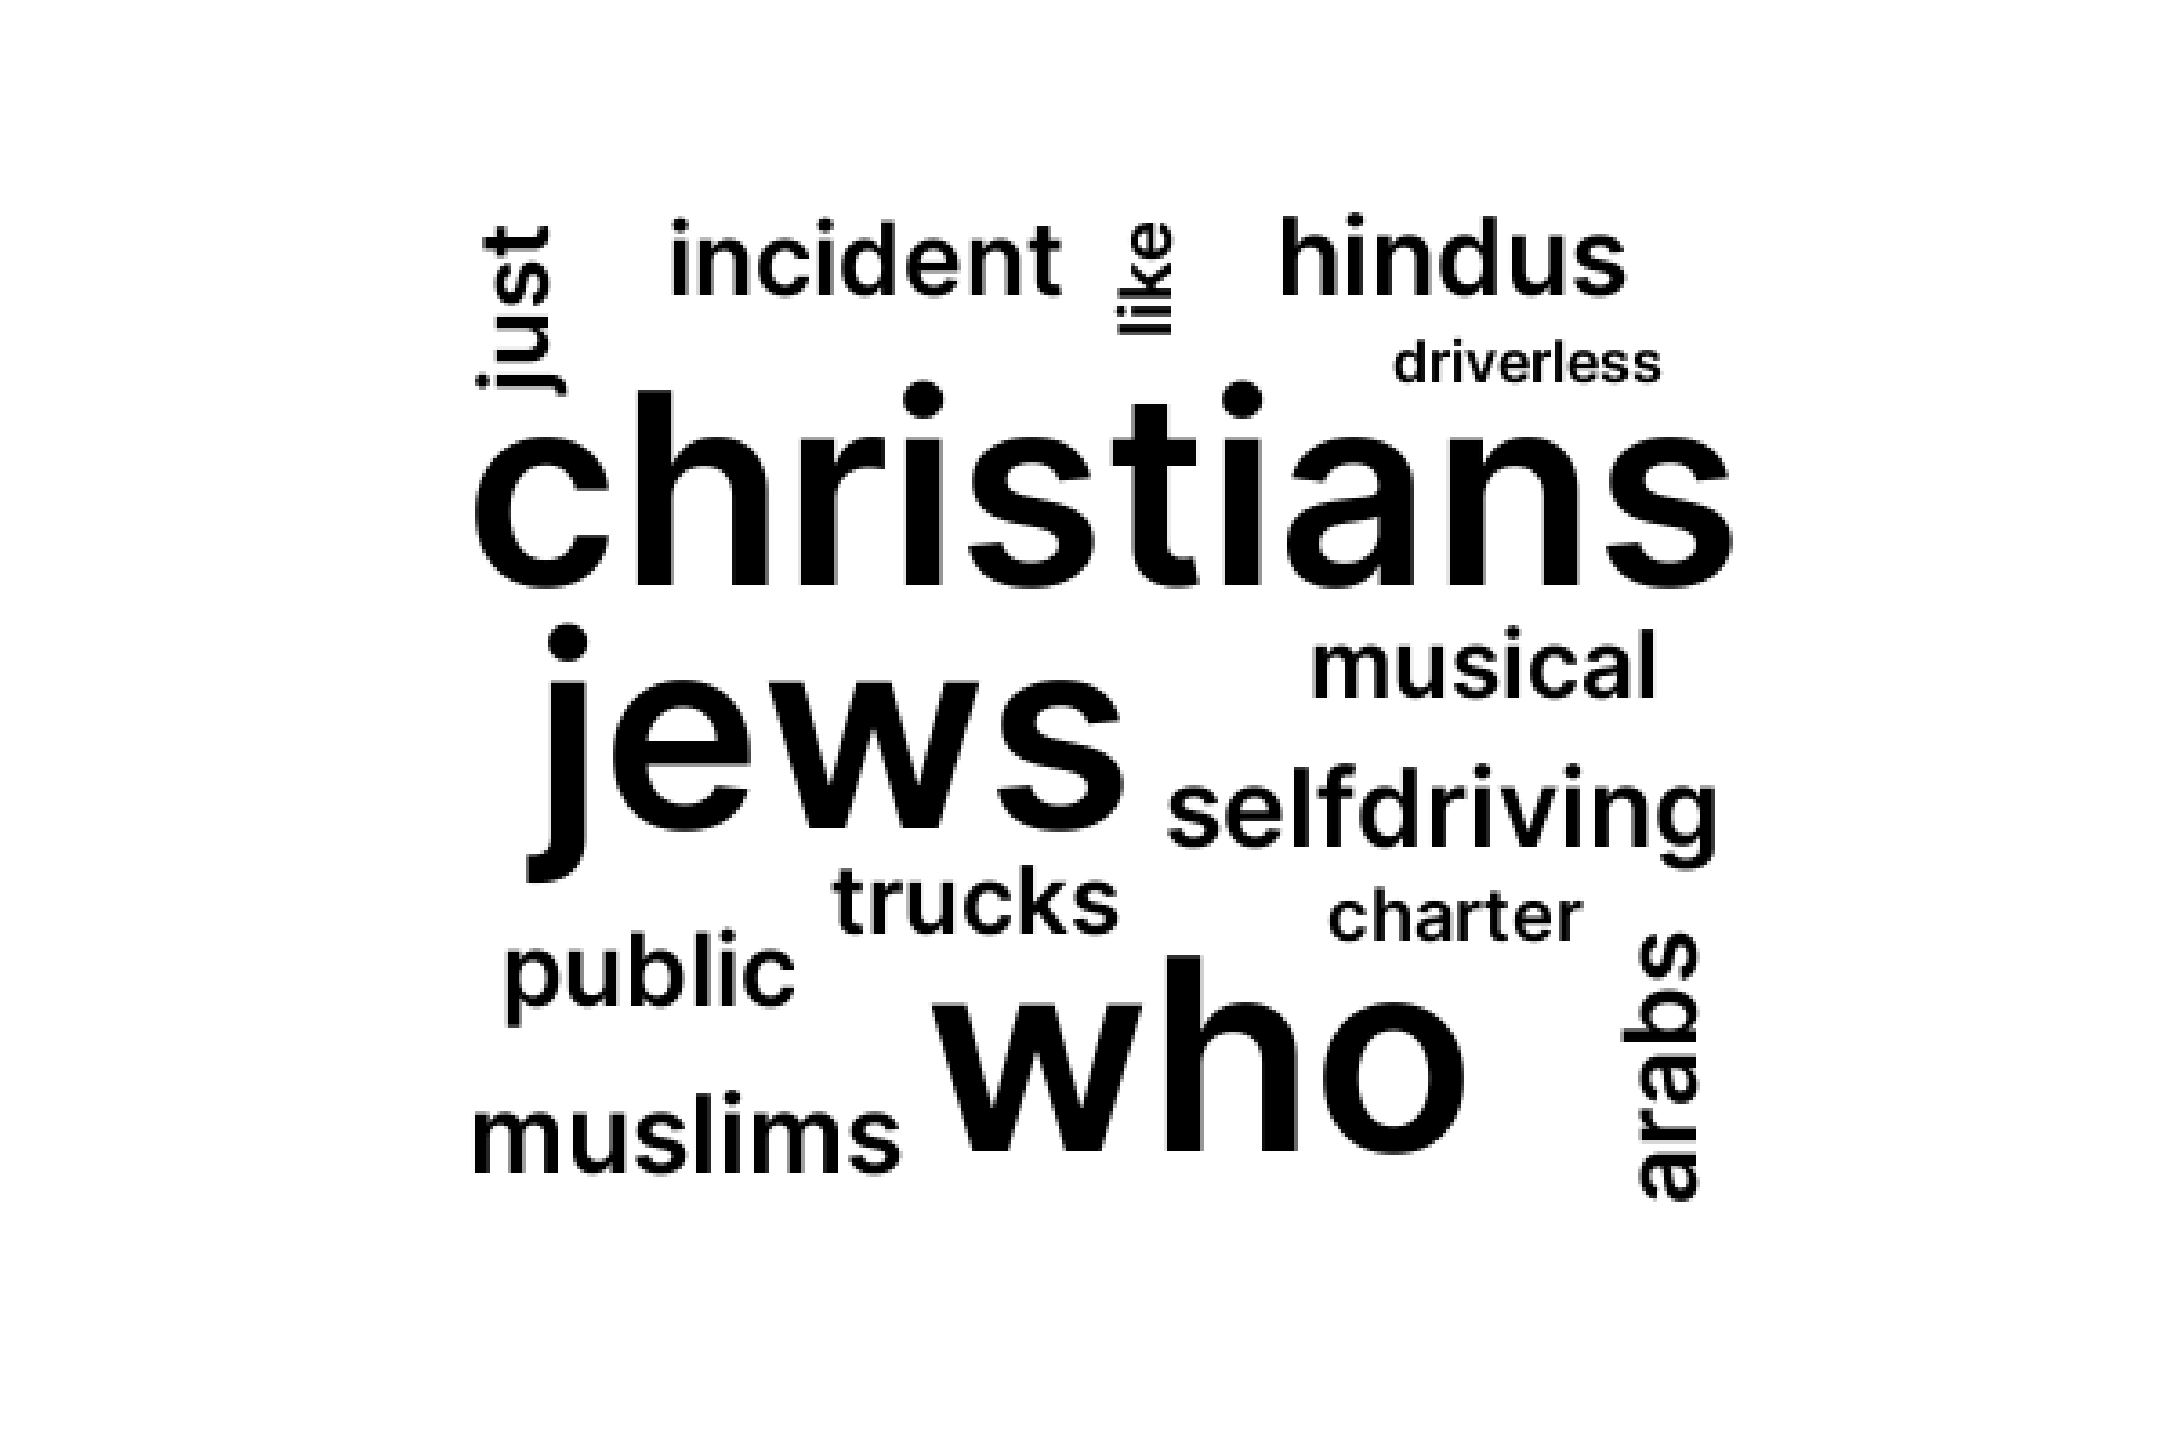 just
incident
like
hindus
driverless
christians
jews
musical
selfdriving
trucks
charter
public
who
arabs
muslims